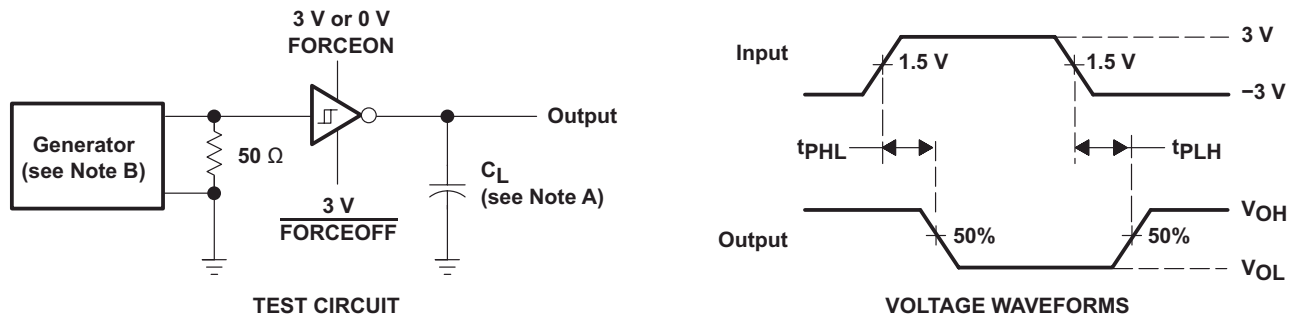 3 V or 0 V
FORCEON
Generator
(see Note B)
50 Ω
Output
CL
(see Note A)
3 V
FORCEOFF
TEST CIRCUIT
Input
3 V
1.5 V
1.5 V
−3 V
tPHL
tPLH
Output
50%
50%
VOH
VOL
VOLTAGE WAVEFORMS